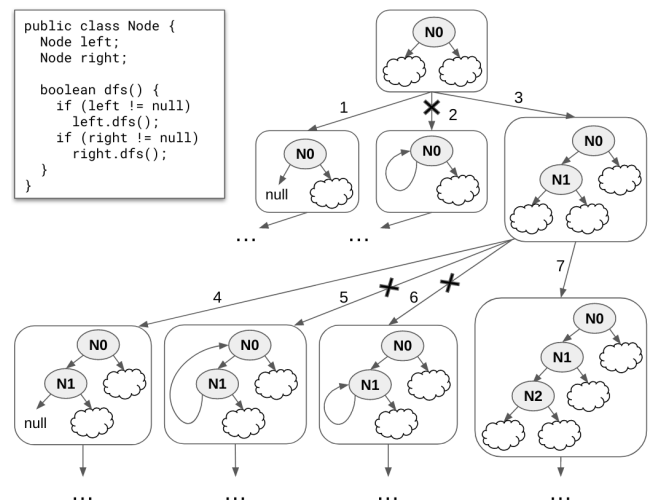 public class Node {
  Node left;
  Node right;
  boolean dfs() {
    if (left != null)
      left.dfs();
    if (right != null)
      right.dfs();
  }
}
N0
1
2
3
N0
null
N0
N0
N1
...
...
4
5
6
7
N0
N1
null
N0
N1
N0
N1
N0
N1
N2
...
...
...
...